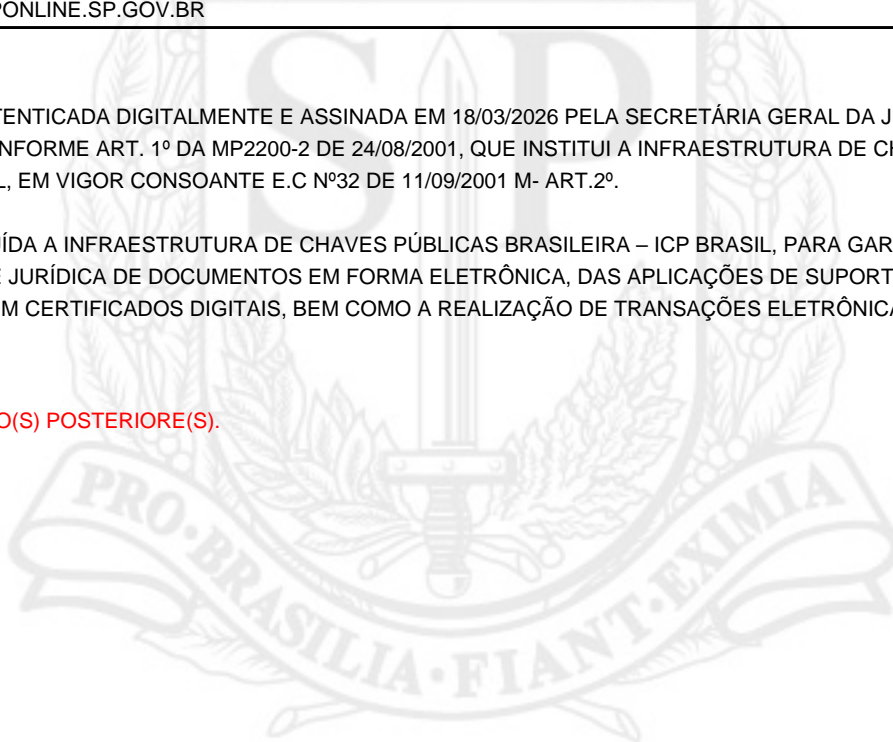 PONLINE.SP.GOV.BR
TENTICADA DIGITALMENTE E ASSINADA EM 18/03/2026 PELA SECRETÁRIA GERAL DA J
NFORME ART. 1º DA MP2200-2 DE 24/08/2001, QUE INSTITUI A INFRAESTRUTURA DE CH
L, EM VIGOR CONSOANTE E.C Nº32 DE 11/09/2001 M- ART.2º.
ÍDA A INFRAESTRUTURA DE CHAVES PÚBLICAS BRASILEIRA – ICP BRASIL, PARA GAR
E JURÍDICA DE DOCUMENTOS EM FORMA ELETRÔNICA, DAS APLICAÇÕES DE SUPORT
M CERTIFICADOS DIGITAIS, BEM COMO A REALIZAÇÃO DE TRANSAÇÕES ELETRÔNICA
O(S) POSTERIORE(S).
SP
PRO·BRASILIA·FIANT·EXIMIA